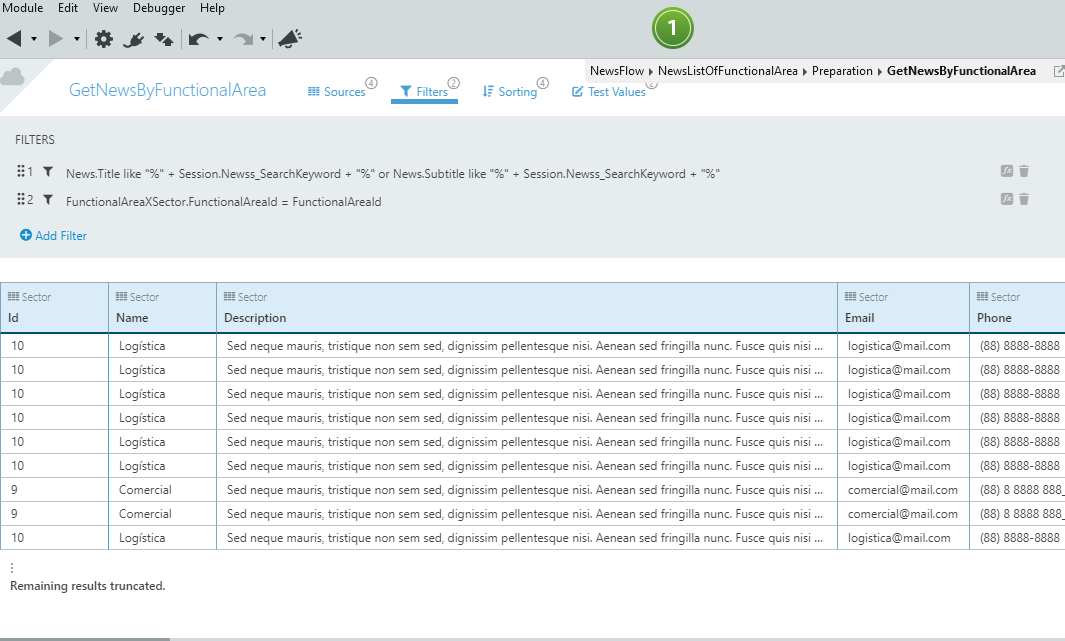 Module Edit View Debugger Help
1
NewsFlow NewsListOfFunctionalArea Preparation GetNewsByFunctionalArea
GetNewsByFunctionalArea Sources 4 Filters 2 Sorting 4 Test Values 2
FILTERS
1 News.Title like "%" + Session.Newss_SearchKeyword + "%" or News.Subtitle like "%" + Session.Newss_SearchKeyword + "%"
2 FunctionalAreaXSector.FunctionalAreaId = FunctionalAreaId
Add Filter
Sector Sector Sector Sector Sector
Id Name Description Email Phone
10 Logística Sed neque mauris, tristique non sem sed, dignissim pellentesque nisi. Aenean sed fringilla nunc. Fusce quis nisi ... logistica@mail.com (88) 8888-8888
10 Logística Sed neque mauris, tristique non sem sed, dignissim pellentesque nisi. Aenean sed fringilla nunc. Fusce quis nisi ... logistica@mail.com (88) 8888-8888
10 Logística Sed neque mauris, tristique non sem sed, dignissim pellentesque nisi. Aenean sed fringilla nunc. Fusce quis nisi ... logistica@mail.com (88) 8888-8888
10 Logística Sed neque mauris, tristique non sem sed, dignissim pellentesque nisi. Aenean sed fringilla nunc. Fusce quis nisi ... logistica@mail.com (88) 8888-8888
10 Logística Sed neque mauris, tristique non sem sed, dignissim pellentesque nisi. Aenean sed fringilla nunc. Fusce quis nisi ... logistica@mail.com (88) 8888-8888
10 Logística Sed neque mauris, tristique non sem sed, dignissim pellentesque nisi. Aenean sed fringilla nunc. Fusce quis nisi ... logistica@mail.com (88) 8888-8888
9 Comercial Sed neque mauris, tristique non sem sed, dignissim pellentesque nisi. Aenean sed fringilla nunc. Fusce quis nisi ... comercial@mail.com (88) 8 8888 888
9 Comercial Sed neque mauris, tristique non sem sed, dignissim pellentesque nisi. Aenean sed fringilla nunc. Fusce quis nisi ... comercial@mail.com (88) 8 8888 888
10 Logística Sed neque mauris, tristique non sem sed, dignissim pellentesque nisi. Aenean sed fringilla nunc. Fusce quis nisi ... logistica@mail.com (88) 8888-8888
Remaining results truncated.